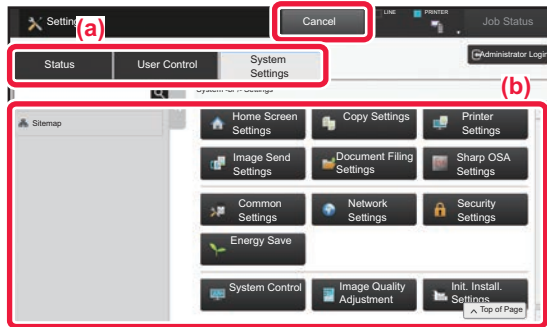 Settings
(a)
Cancel
LINE
PRINTER
Job Status
Status
User Control
System
Settings
Administrator Login
(b)
Settings
Sitemap
Home Screen
Settings
Copy Settings
Printer
Settings
Image Send
Settings
Document Filing
Settings
Sharp OSA
Settings
Common
Settings
Network
Settings
Security
Settings
Energy Save
System Control
Image Quality
Adjustment
Init. Install.
Settings
Top of Page